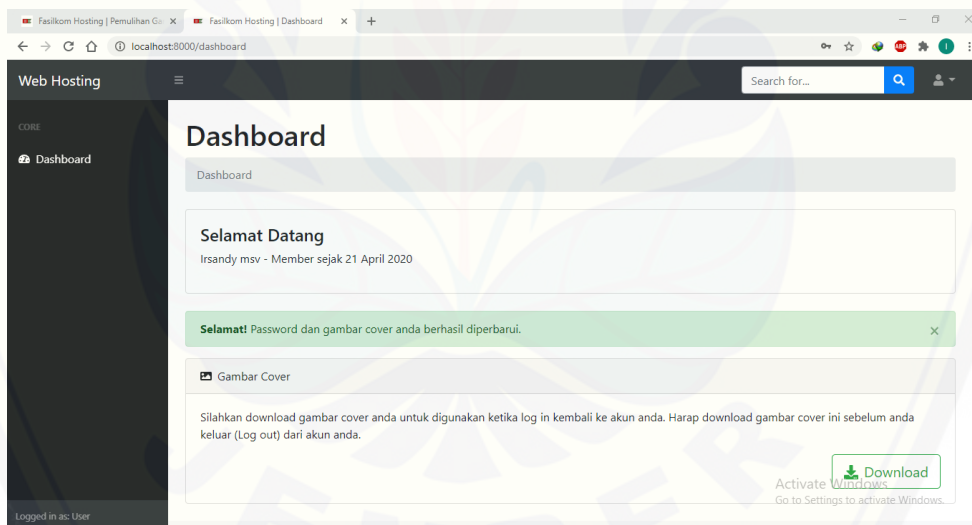 Fasilkom Hosting | Pemulihan Ga
Fasilkom Hosting | Dashboard
localhost:8000/dashboard
ABP
I
Web Hosting
Search for...
CORE
Dashboard
Dashboard
Dashboard
Selamat Datang
Irsandy msv - Member sejak 21 April 2020
Selamat! Password dan gambar cover anda berhasil diperbarui.
Gambar Cover
Silahkan download gambar cover anda untuk digunakan ketika log in kembali ke akun anda. Harap download gambar cover ini sebelum anda
keluar (Log out) dari akun anda.
Download
Activate Windows
Go to Settings to activate Windows.
Logged in as: User
JEMBER